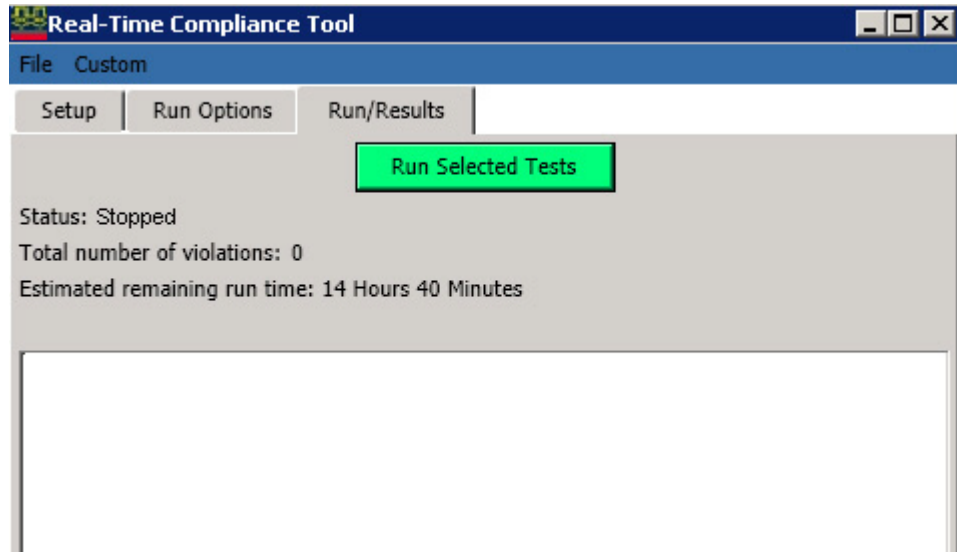 Real-Time Compliance Tool
File Custom
Setup Run Options Run/Results
Run Selected Tests
Status: Stopped
Total number of violations: 0
Estimated remaining run time: 14 Hours 40 Minutes